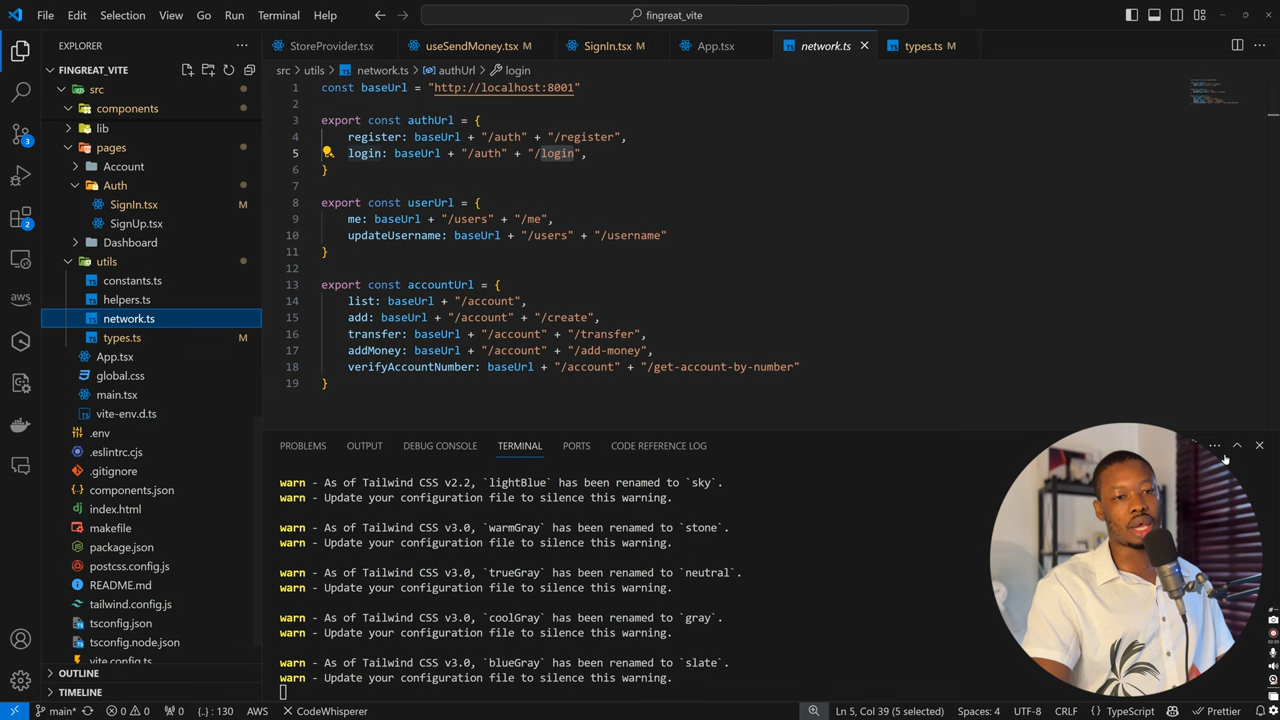 File Edit Selection View Go Run Terminal Help
fingreat_vite
EXPLORER
StoreProvider.tsx
useSendMoney.tsx M
SignIn.tsx M
App.tsx
network.ts
types.ts M
FINGREAT_VITE
src > utils > network.ts > authUrl > login
src
components
lib
pages
Account
Auth
SignIn.tsx M
SignUp.tsx
Dashboard
utils
constants.ts
helpers.ts
network.ts
types.ts M
App.tsx
global.css
main.tsx
vite-env.d.ts
.env
.eslintrc.cjs
.gitignore
components.json
index.html
makefile
package.json
postcss.config.js
README.md
tailwind.config.js
tsconfig.json
tsconfig.node.json
vite.config.ts
OUTLINE
TIMELINE
3
2
aws
1 const baseUrl = "http://localhost:8001"
2
3 export const authUrl = {
4 register: baseUrl + "/auth" + "/register",
5 login: baseUrl + "/auth" + "/login",
6 }
7
8 export const userUrl = {
9 me: baseUrl + "/users" + "/me",
10 updateUsername: baseUrl + "/users" + "/username"
11 }
12
13 export const accountUrl = {
14 list: baseUrl + "/account",
15 add: baseUrl + "/account" + "/create",
16 transfer: baseUrl + "/account" + "/transfer",
17 addMoney: baseUrl + "/account" + "/add-money",
18 verifyAccountNumber: baseUrl + "/account" + "/get-account-by-number"
19 }
PROBLEMS OUTPUT DEBUG CONSOLE TERMINAL PORTS CODE REFERENCE LOG
warn - As of Tailwind CSS v2.2, `lightBlue` has been renamed to `sky`.
warn - Update your configuration file to silence this warning.
warn - As of Tailwind CSS v3.0, `warmGray` has been renamed to `stone`.
warn - Update your configuration file to silence this warning.
warn - As of Tailwind CSS v3.0, `trueGray` has been renamed to `neutral`.
warn - Update your configuration file to silence this warning.
warn - As of Tailwind CSS v3.0, `coolGray` has been renamed to `gray`.
warn - Update your configuration file to silence this warning.
warn - As of Tailwind CSS v3.0, `blueGray` has been renamed to `slate`.
warn - Update your configuration file to silence this warning.
main* 0 0 0 {..} : 130 AWS CodeWhisperer Ln 5, Col 39 (5 selected) Spaces: 4 UTF-8 CRLF {} TypeScript Prettier